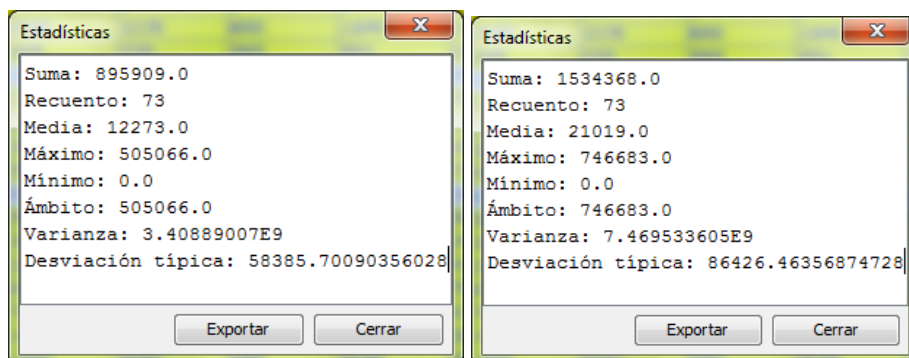 Estadísticas
Suma: 895909.0
Recuento: 73
Media: 12273.0
Máximo: 505066.0
Mínimo: 0.0
Ámbito: 505066.0
Varianza: 3.40889007E9
Desviación típica: 58385.70090356028
Exportar
Cerrar
Estadísticas
Suma: 1534368.0
Recuento: 73
Media: 21019.0
Máximo: 746683.0
Mínimo: 0.0
Ámbito: 746683.0
Varianza: 7.469533605E9
Desviación típica: 86426.46356874728
Exportar
Cerrar